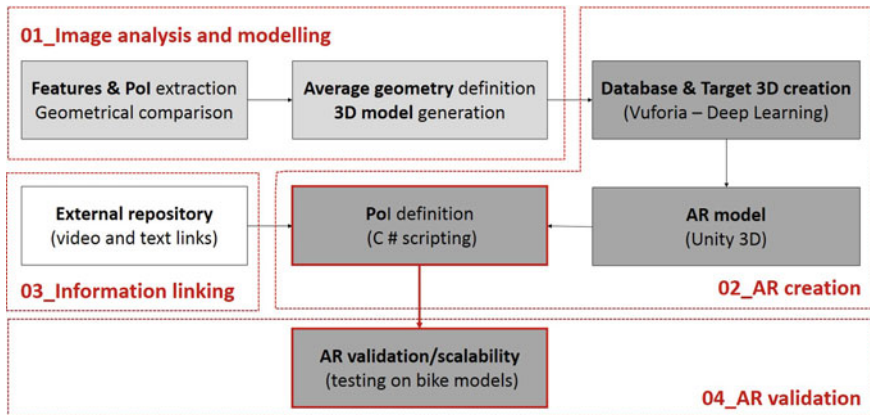 01_Image analysis and modelling
Features & PoI extraction
Geometrical comparison
Average geometry definition
3D model generation
Database & Target 3D creation
(Vuforia – Deep Learning)
External repository
(video and text links)
PoI definition
(C # scripting)
AR model
(Unity 3D)
03_Information linking
02_AR creation
AR validation/scalability
(testing on bike models)
04_AR validation